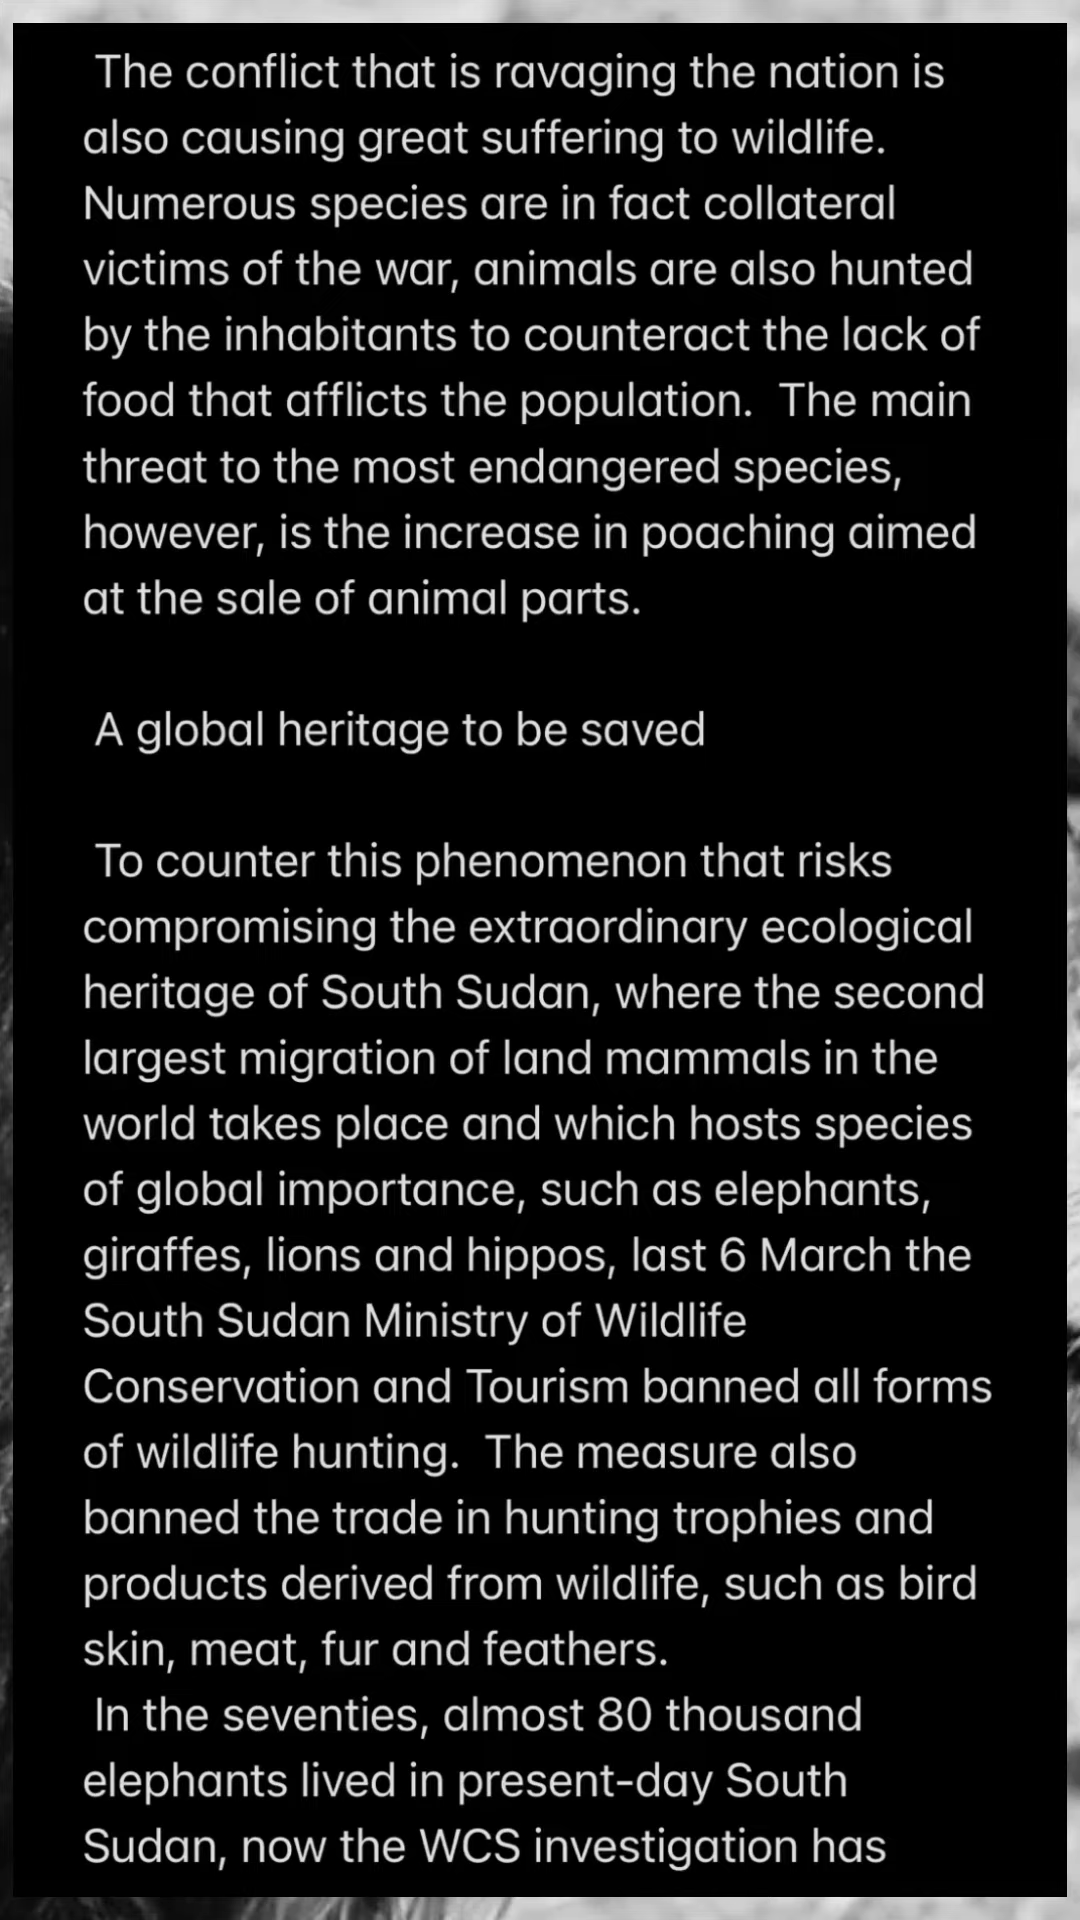 The conflict that is ravaging the nation is
also causing great suffering to wildlife.
Numerous species are in fact collateral
victims of the war, animals are also hunted
by the inhabitants to counteract the lack of
food that afflicts the population.  The main
threat to the most endangered species,
however, is the increase in poaching aimed
at the sale of animal parts.
A global heritage to be saved
To counter this phenomenon that risks
compromising the extraordinary ecological
heritage of South Sudan, where the second
largest migration of land mammals in the
world takes place and which hosts species
of global importance, such as elephants,
giraffes, lions and hippos, last 6 March the
South Sudan Ministry of Wildlife
Conservation and Tourism banned all forms
of wildlife hunting.  The measure also
banned the trade in hunting trophies and
products derived from wildlife, such as bird
skin, meat, fur and feathers.
In the seventies, almost 80 thousand
elephants lived in present-day South
Sudan, now the WCS investigation has